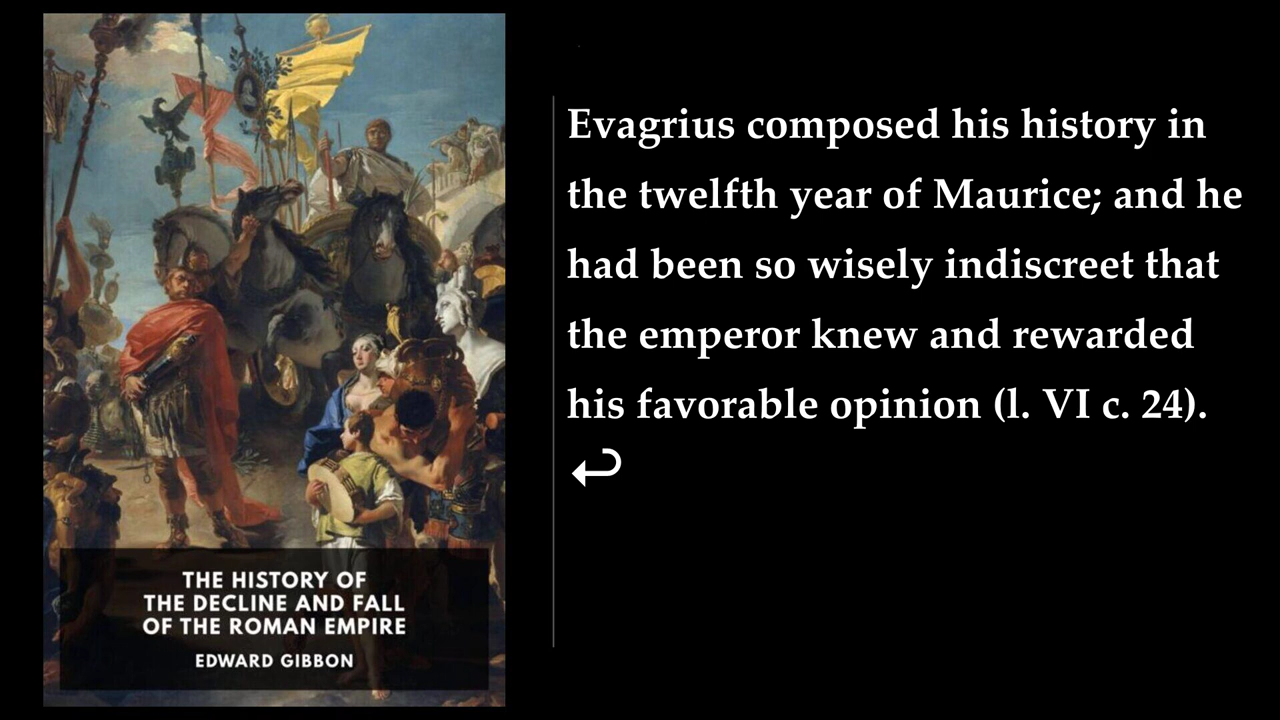 Evagrius composed his history in
the twelfth year of Maurice; and he
had been so wisely indiscreet that
the emperor knew and rewarded
his favorable opinion (l. VI c. 24).
↩
THE HISTORY OF
THE DECLINE AND FALL
OF THE ROMAN EMPIRE
EDWARD GIBBON